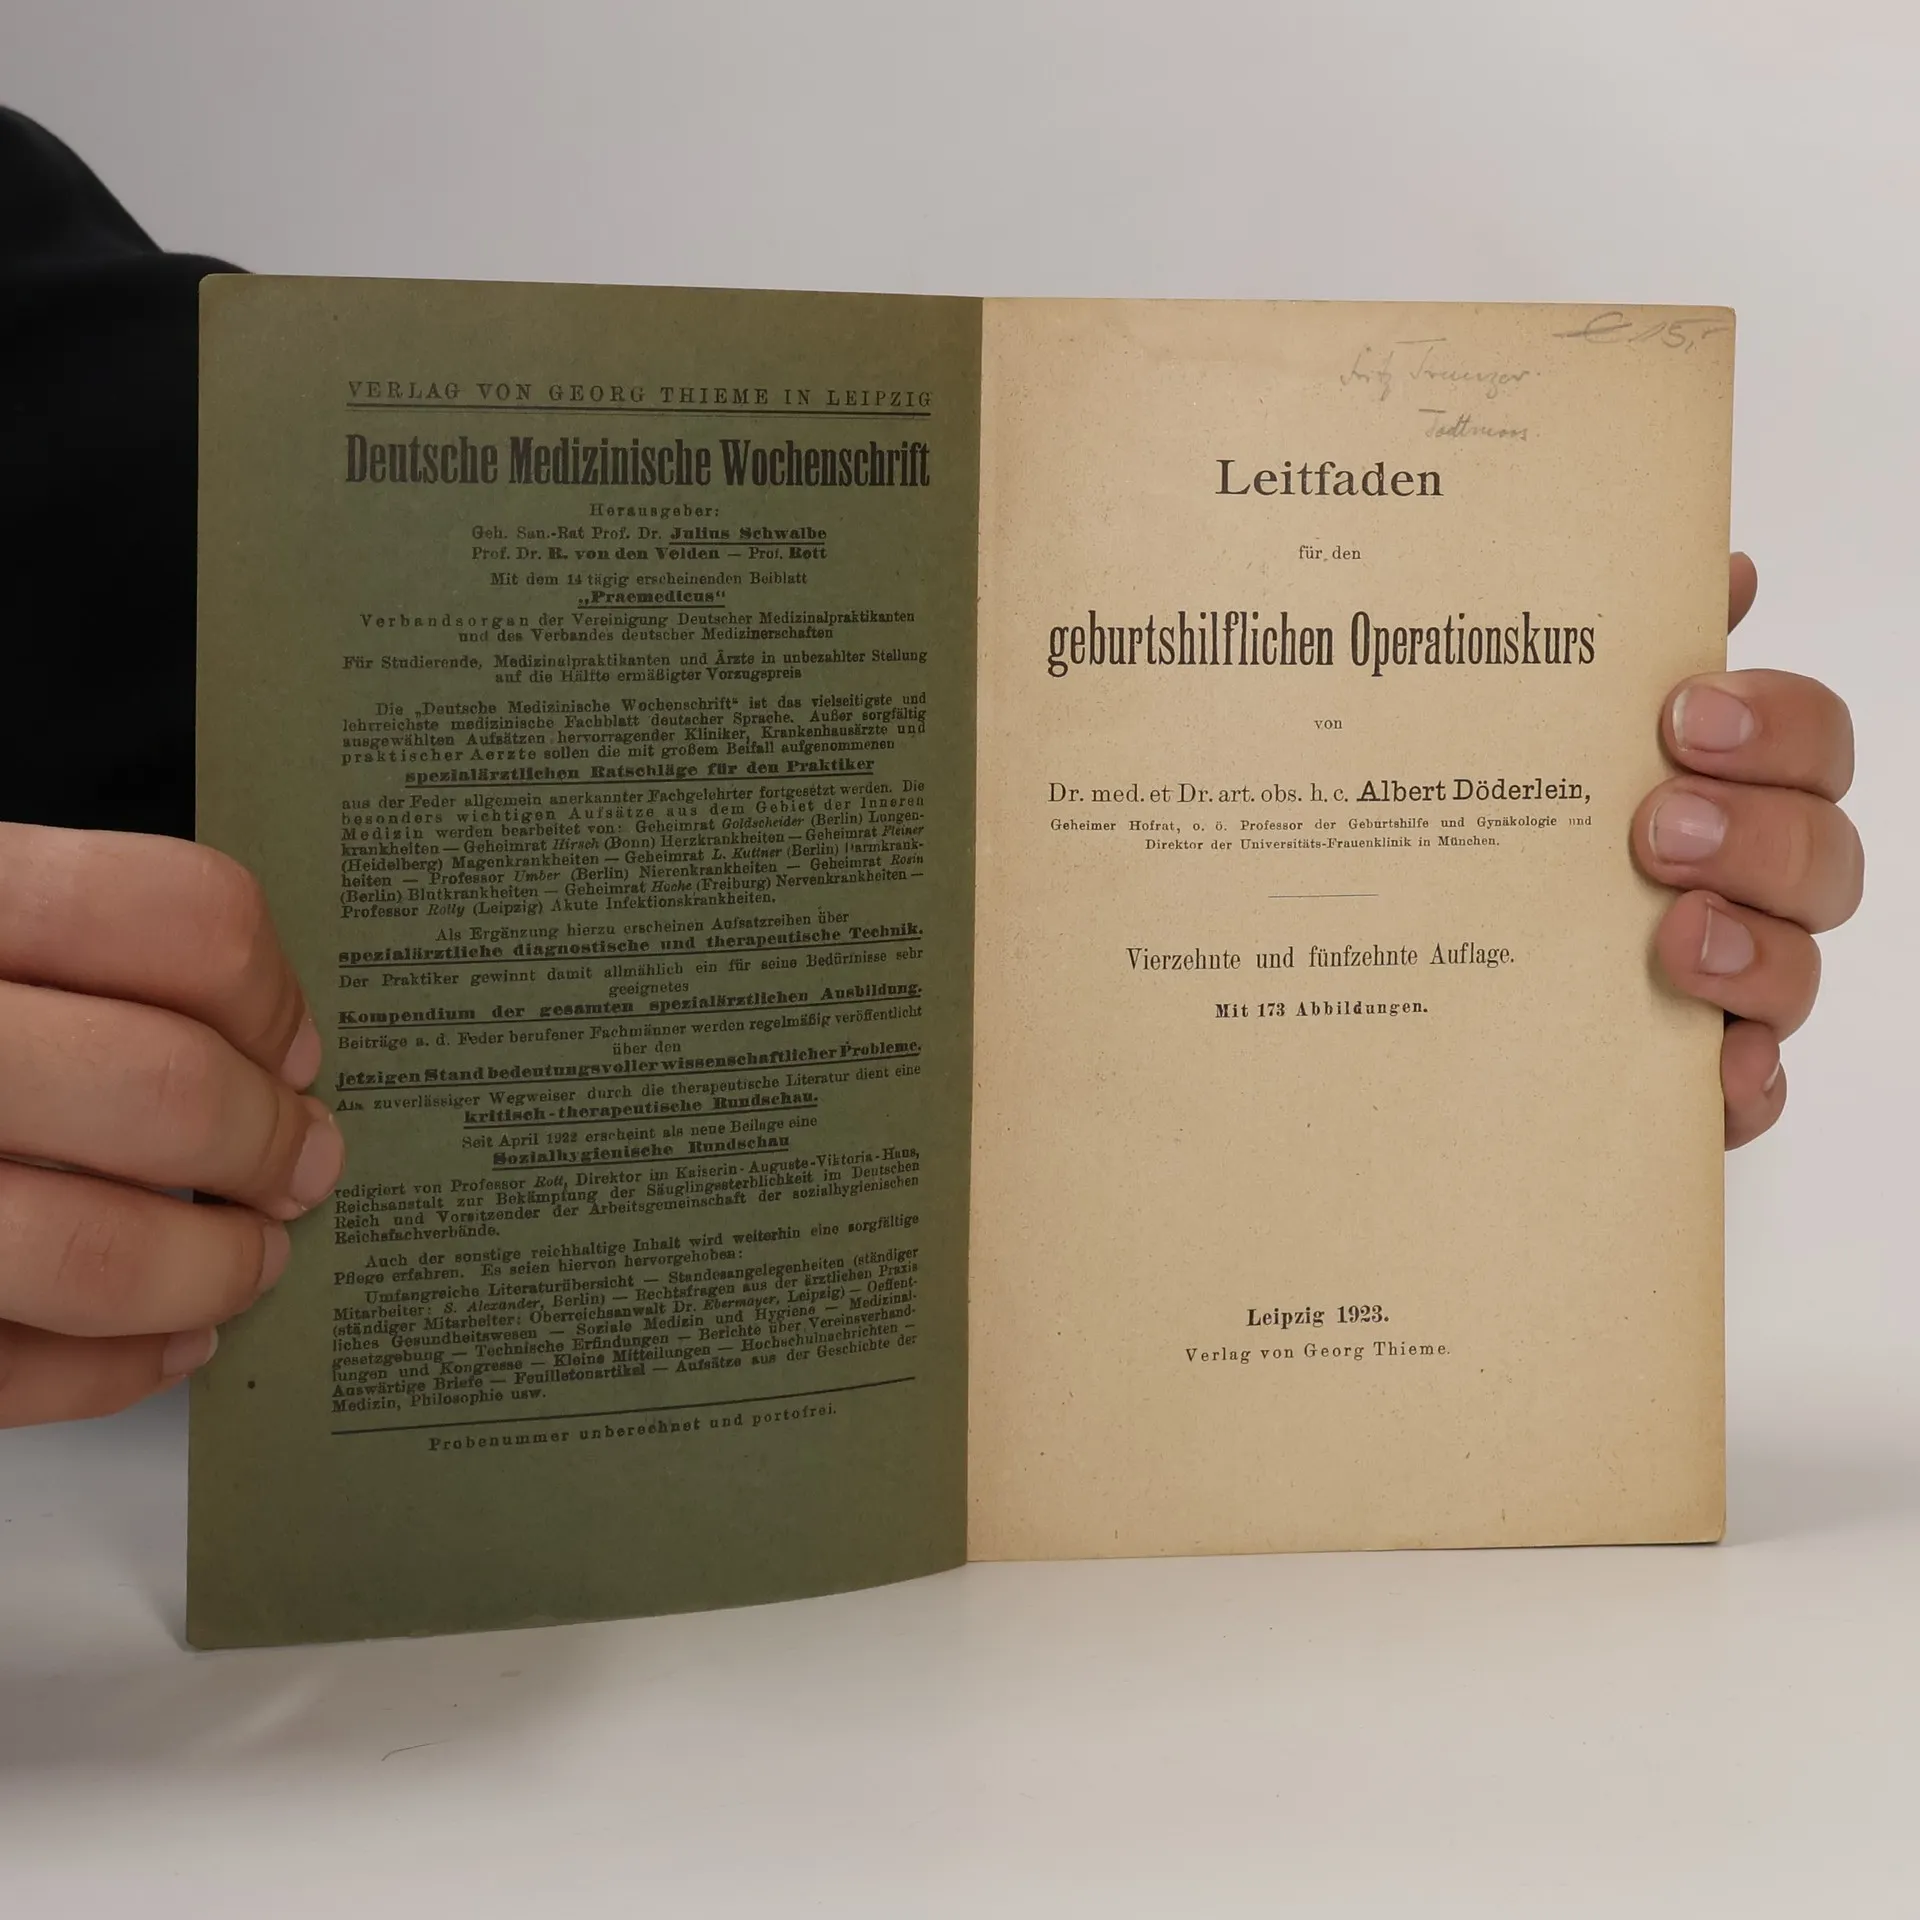 VERLAG VON GEORG THIEME IN LEIPZIG
Deutsche Medizinische Wochenschrift
Herausgeber:
Geh. San.-Rat Prof. Dr. Julius Schwalbe
Prof. Dr. R. von den Velden — Prof. Rott
Mit dem 14 tägig erscheinenden Beiblatt
„Praemedicus“
Verbandsorgan der Vereinigung Deutscher Medizinalpraktikanten
und des Verbandes deutscher Medizinerschaften
Für Studierende, Medizinalpraktikanten und Ärzte in unbezahlter Stellung
auf die Hälfte ermäßigter Vorzugspreis
Die „Deutsche Medizinische Wochenschrift“ ist das vielseitigste und
lehrreichste medizinische Fachblatt deutscher Sprache. Außer sorgfältig
ausgewählten Aufsätzen hervorragender Kliniker, Krankenhausärzte und
praktischer Aerzte sollen die mit großem Beifall aufgenommenen
spezialärztlichen Ratschläge für den Praktiker
aus der Feder allgemein anerkannter Fachgelehrter fortgesetzt werden. Die
besonders wichtigen Aufsätze aus dem Gebiet der Inneren
Medizin werden bearbeitet von: Geheimrat Goldscheider (Berlin) Lungen-
krankheiten — Geheimrat Hirsch (Bonn) Herzkrankheiten — Geheimrat Fleiner
(Heidelberg) Magenkrankheiten — Geheimrat L. Kuttner (Berlin) Darmkrank-
heiten — Professor Umber (Berlin) Nierenkrankheiten — Geheimrat Rosin
(Berlin) Blutkrankheiten — Geheimrat Hoche (Freiburg) Nervenkrankheiten —
Professor Rolly (Leipzig) Akute Infektionskrankheiten.
Als Ergänzung hierzu erscheinen Aufsatzreihen über
spezialärztliche diagnostische und therapeutische Technik.
Der Praktiker gewinnt damit allmählich ein für seine Bedürfnisse sehr
geeignetes
Kompendium der gesamten spezialärztlichen Ausbildung.
Beiträge a. d. Feder berufener Fachmänner werden regelmäßig veröffentlicht
über den
jetzigen Stand bedeutungsvoller wissenschaftlicher Probleme.
Als zuverlässiger Wegweiser durch die therapeutische Literatur dient eine
kritisch-therapeutische Rundschau.
Seit April 1922 erscheint als neue Beilage eine
Sozialhygienische Rundschau
redigiert von Professor Rott, Direktor im Kaiserin-Auguste-Viktoria-Haus,
Reichsanstalt zur Bekämpfung der Säuglingssterblichkeit im Deutschen
Reich und Vorsitzender der Arbeitsgemeinschaft der sozialhygienischen
Reichsfachverbände.
Auch der sonstige reichhaltige Inhalt wird weiterhin eine sorgfältige
Pflege erfahren. Es seien hiervon hervorgehoben:
Umfangreiche Literaturübersicht — Standesangelegenheiten (ständiger
Mitarbeiter: S. Alexander, Berlin) — Rechtsfragen aus der ärztlichen Praxis
(ständiger Mitarbeiter: Oberreichsanwalt Dr. Ebermayer, Leipzig) — Oeffent-
liches Gesundheitswesen — Soziale Medizin und Hygiene — Medizinal-
gesetzgebung — Technische Erfindungen — Berichte über Vereinsverhand-
lungen und Kongresse — Kleine Mitteilungen — Hochschulnachrichten —
Auswärtige Briefe — Feuilletonartikel — Aufsätze aus der Geschichte der
Medizin, Philosophie usw.
Probenummer unberechnet und portofrei.
€ 15,-
Fritz
Todtmoos.
Leitfaden
für den
geburtshilflichen Operationskurs
von
Dr. med. et Dr. art. obs. h. c. Albert Döderlein,
Geheimer Hofrat, o. ö. Professor der Geburtshilfe und Gynäkologie und
Direktor der Universitäts-Frauenklinik in München.
Vierzehnte und fünfzehnte Auflage.
Mit 173 Abbildungen.
Leipzig 1923.
Verlag von Georg Thieme.